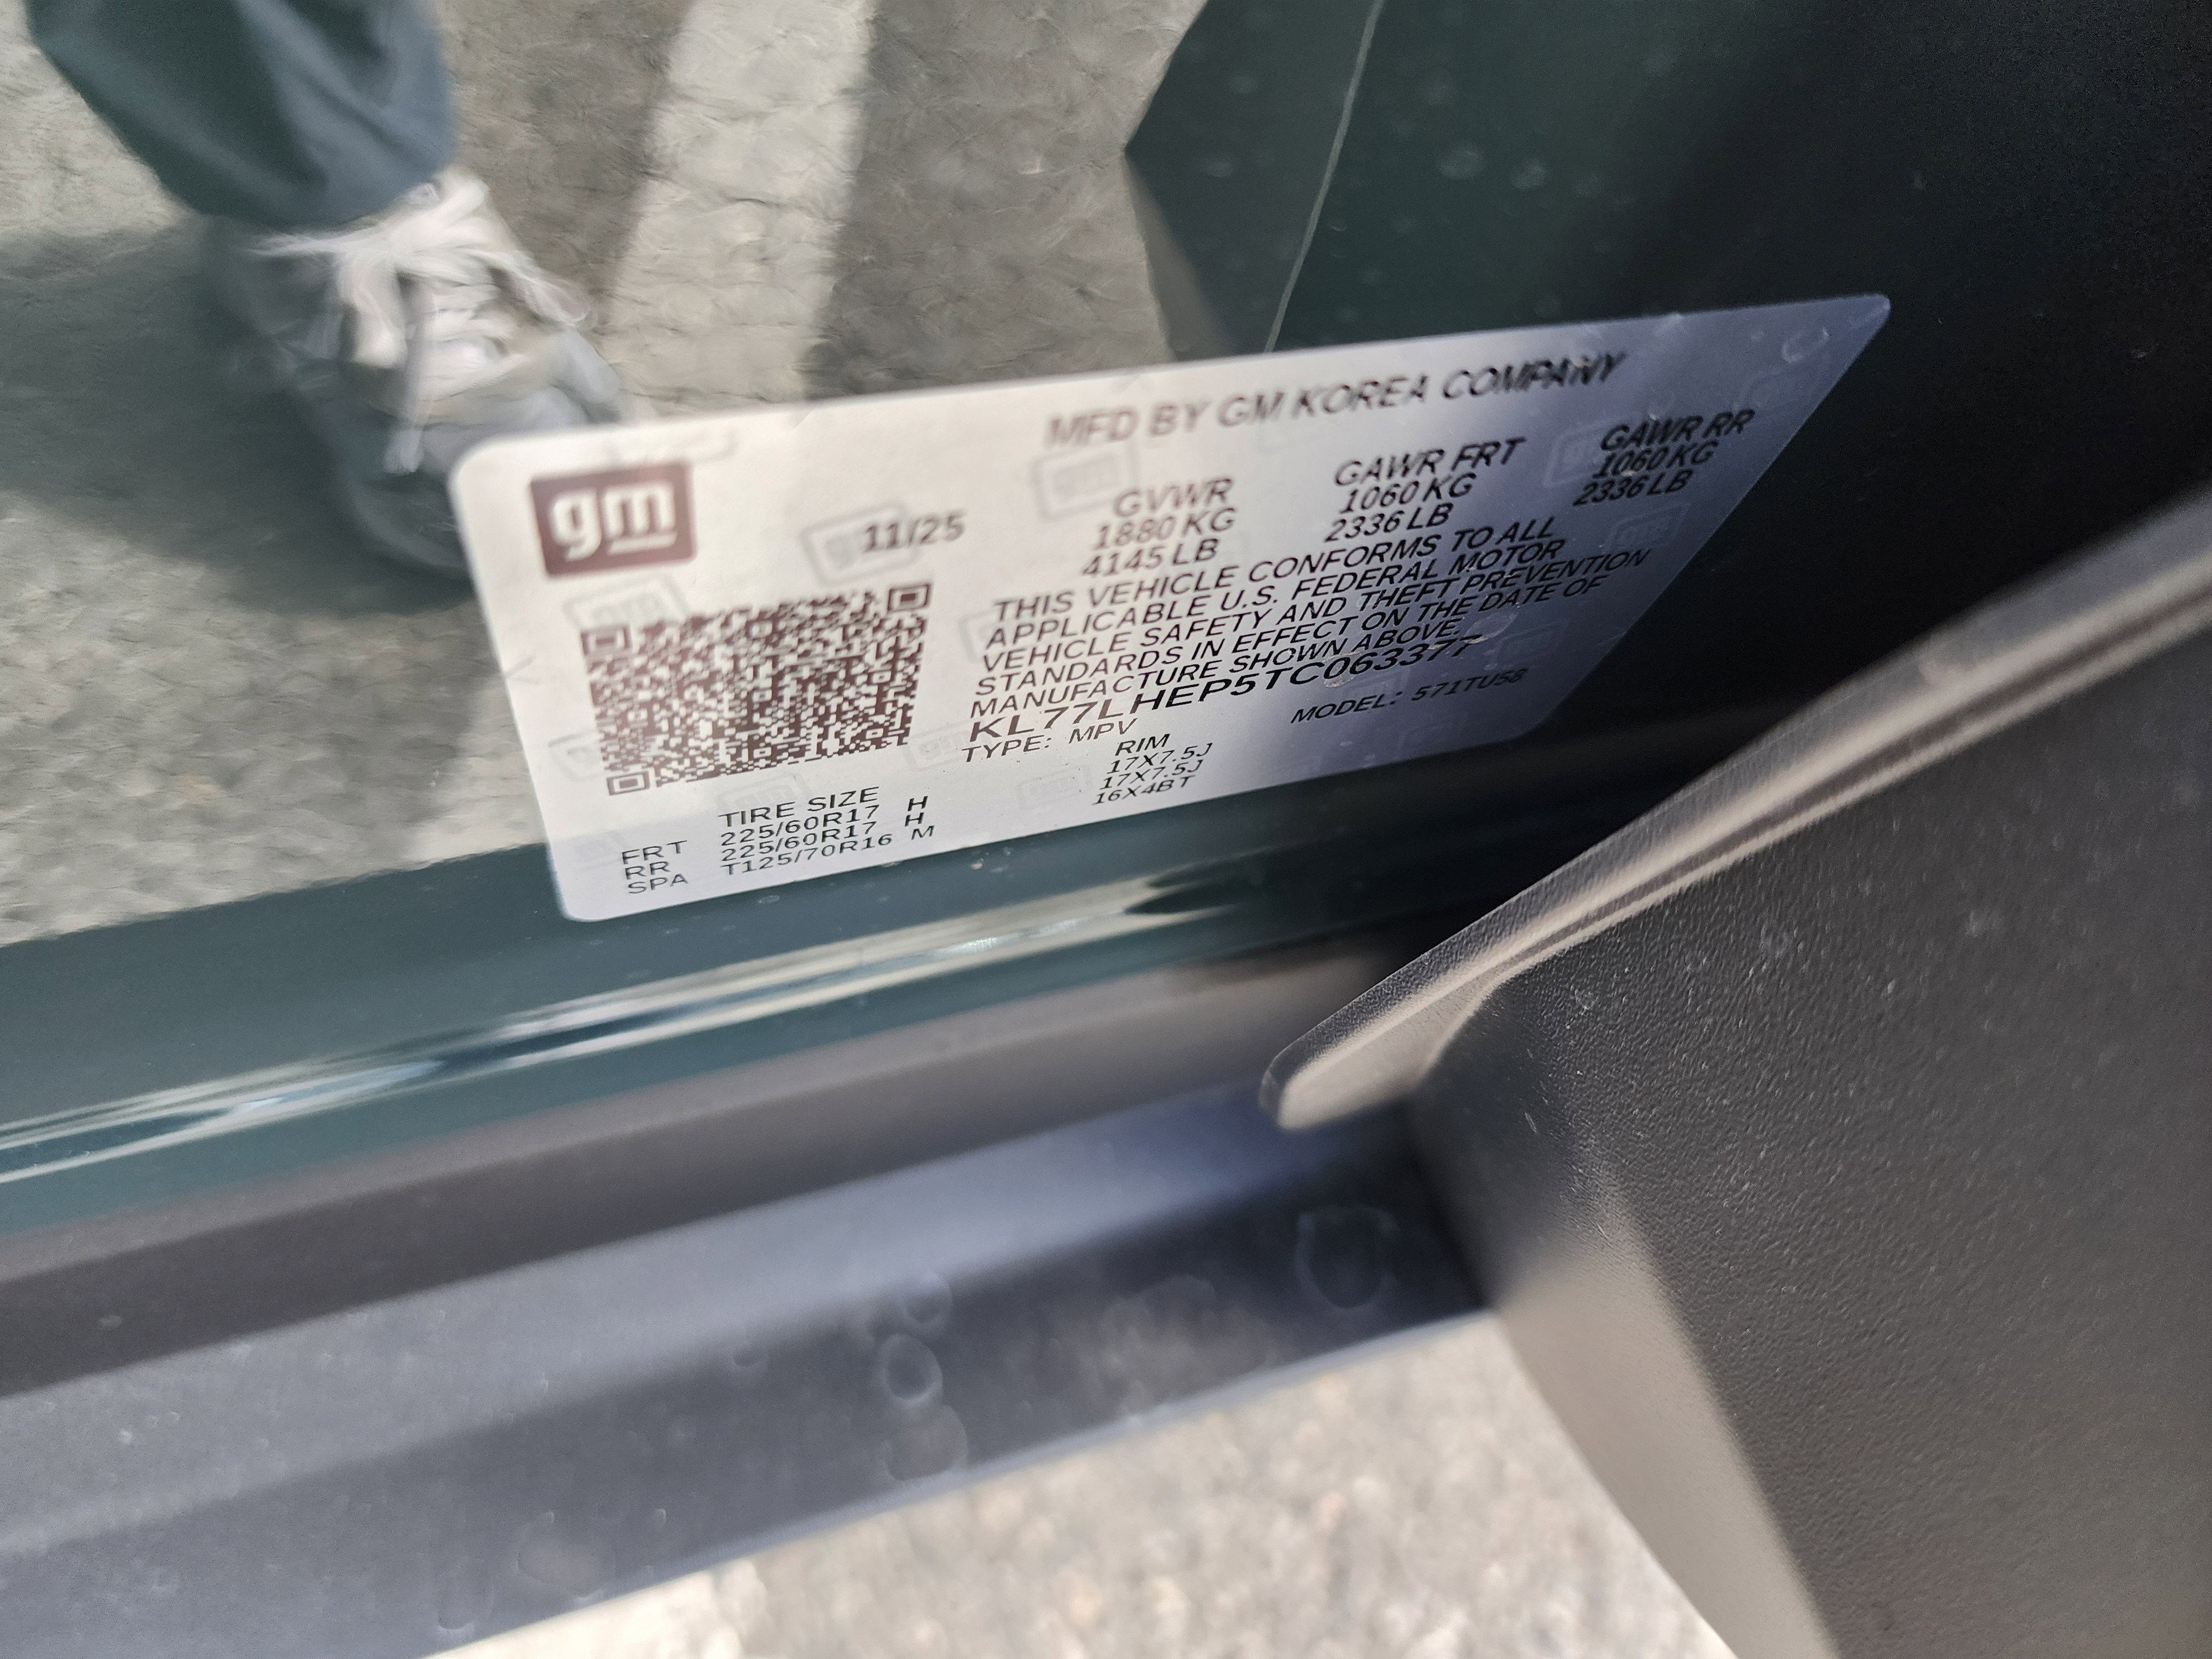 MFD BY GM KOREA COMPANY
gm
11/25
GVWR GAWR FRT GAWR RR
1880 KG 1060 KG 1060 KG
4145 LB 2336 LB 2336 LB
THIS VEHICLE CONFORMS TO ALL
APPLICABLE U.S. FEDERAL MOTOR
VEHICLE SAFETY AND THEFT PREVENTION
STANDARDS IN EFFECT ON THE DATE OF
MANUFACTURE SHOWN ABOVE.
KL77LHEP5TC063377
TYPE: MPV MODEL: 571TU58
TIRE SIZE RIM
FRT 225/60R17 H 17X7.5J
RR 225/60R17 H 17X7.5J
SPA T125/70R16 M 16X4BT